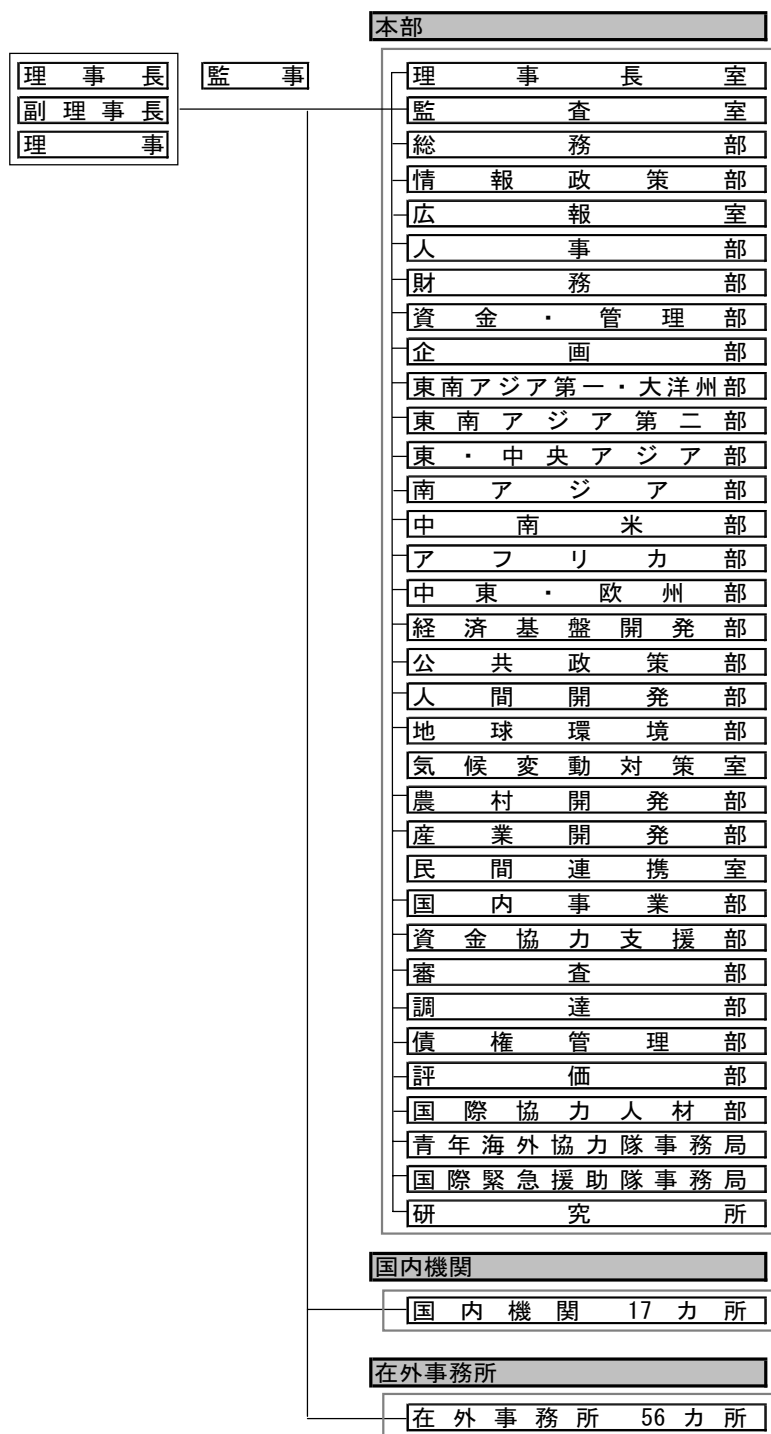 本部
理事長 監事
副理事長
理事
理事長室
監査室
総務部
情報政策部
広報室
人事部
財務部
資金・管理部
企画部
東南アジア第一・大洋州部
東南アジア第二部
東・中央アジア部
南アジア部
中南米部
アフリカ部
中東・欧州部
経済基盤開発部
公共政策部
人間開発部
地球環境部
気候変動対策室
農村開発部
産業開発部
民間連携室
国内事業部
資金協力支援部
審査部
調達部
債権管理部
評価部
国際協力人材部
青年海外協力隊事務局
国際緊急援助隊事務局
研究所
国内機関
国内機関 17カ所
在外事務所
在外事務所 56カ所